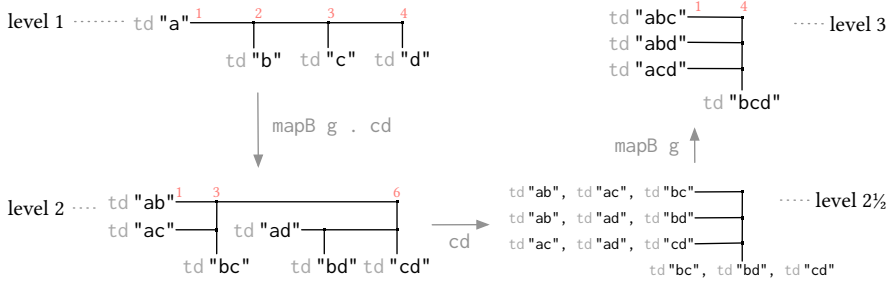 level 1 td "a" 1 2 3 4
td "b" td "c" td "d"
mapB g . cd
level 2 td "ab" 1 3 6
td "ac" td "ad"
td "bc" td "bd" td "cd"
cd
td "abc" 1 4 level 3
td "abd"
td "acd"
td "bcd"
mapB g
td "ab", td "ac", td "bc" level 2½
td "ab", td "ad", td "bd"
td "ac", td "ad", td "cd"
td "bc", td "bd", td "cd"